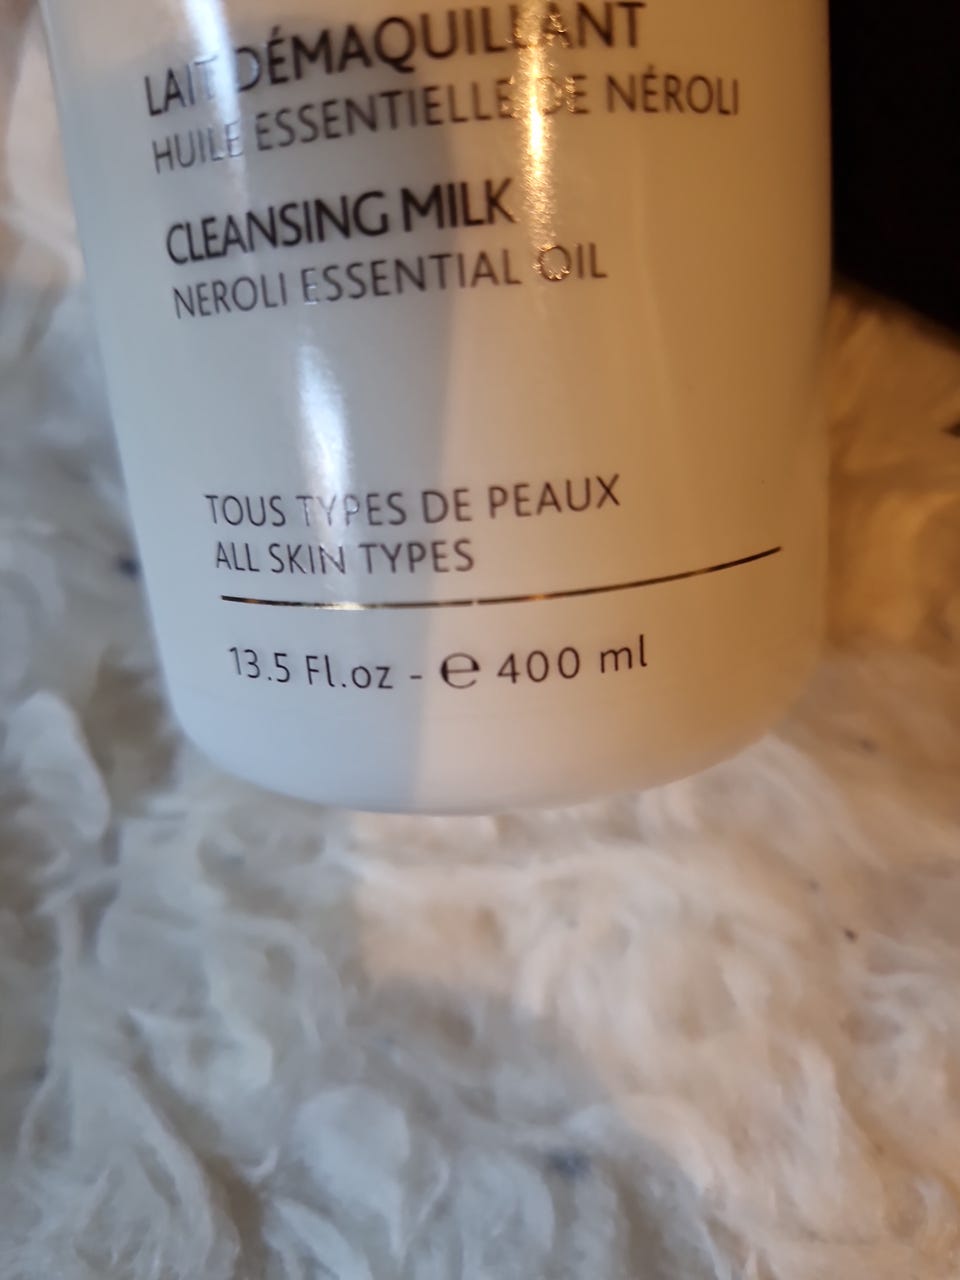 LAIT DÉMAQUILLANT
HUILE ESSENTIELLE DE NÉROLI
CLEANSING MILK
NEROLI ESSENTIAL OIL
TOUS TYPES DE PEAUX
ALL SKIN TYPES
13.5 Fl.oz - ℮ 400 ml